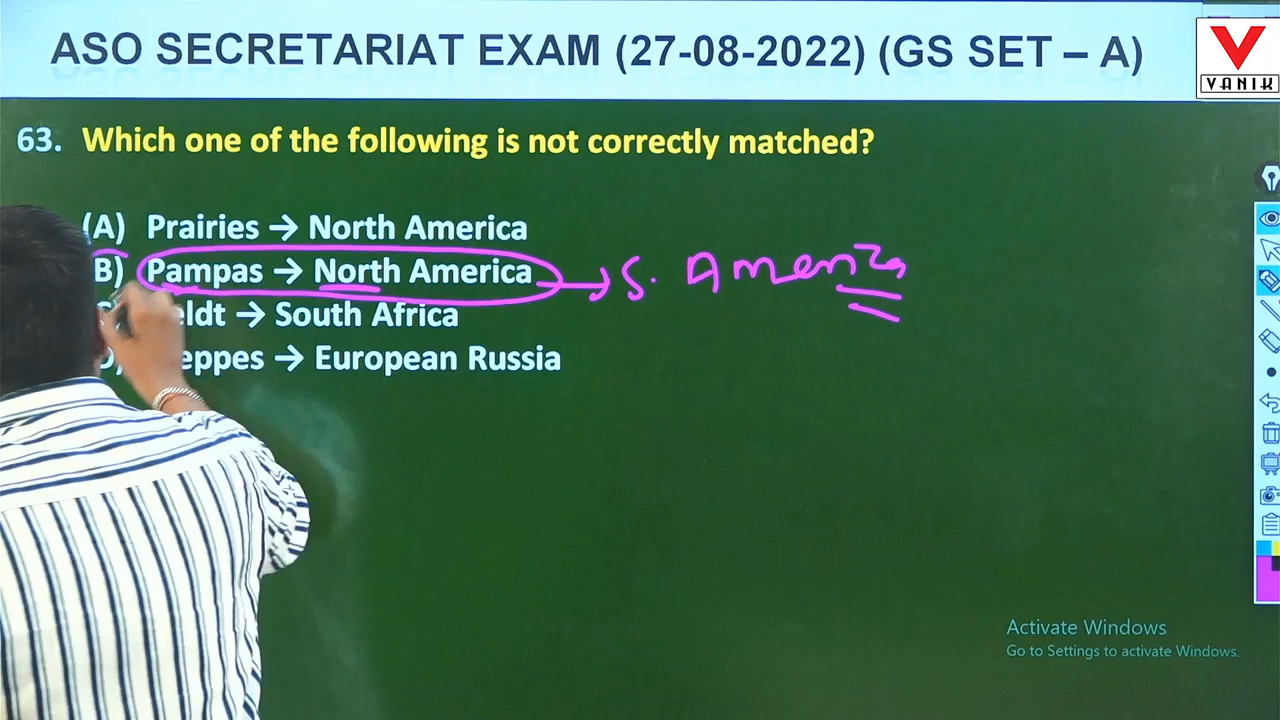 ASO SECRETARIAT EXAM (27-08-2022) (GS SET – A)
VANIK
63. Which one of the following is not correctly matched?
(A) Prairies → North America
B) Pampas → North America → S. America
eldt → South Africa
eppes → European Russia
Activate Windows
Go to Settings to activate Windows.